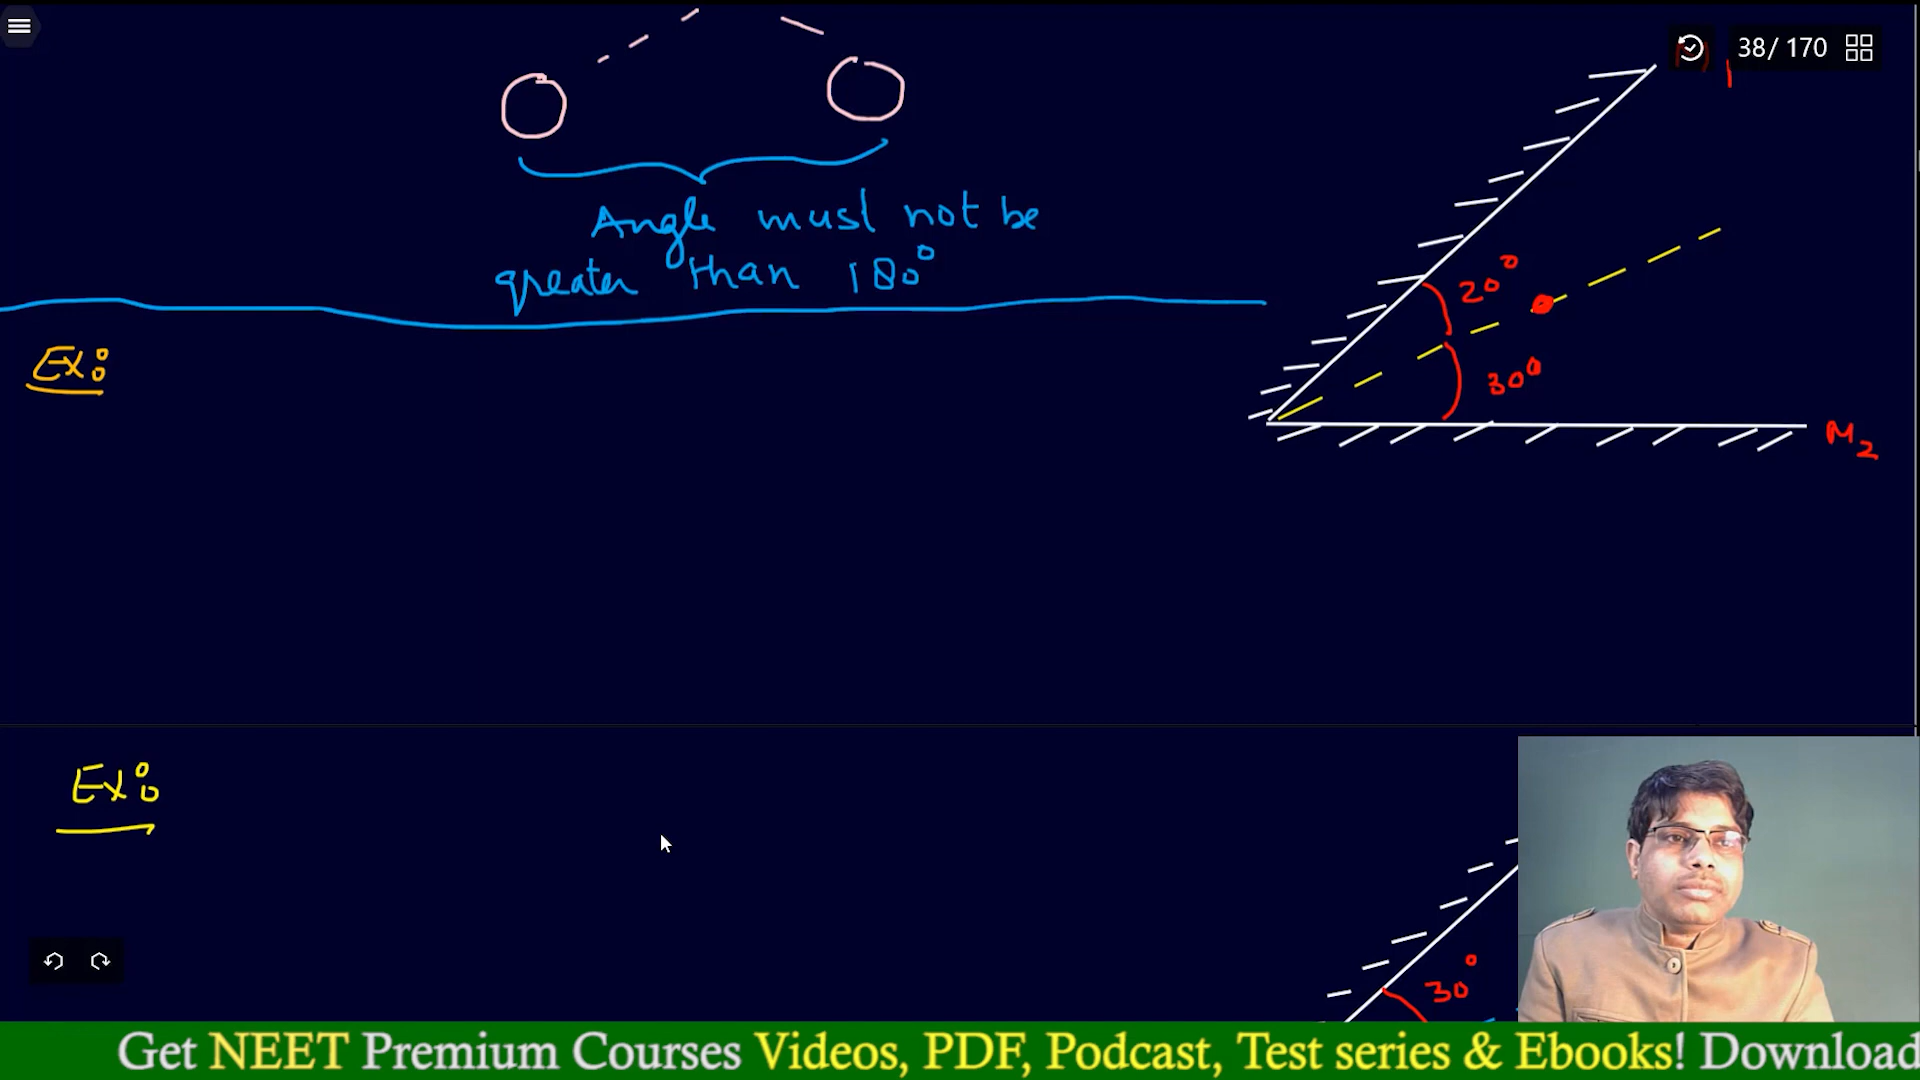 38/ 170
Angle must not be
greater than 180°
20°
30°
M2
Ex:
Ex:
30°
Get NEET Premium Courses Videos, PDF, Podcast, Test series & Ebooks! Download